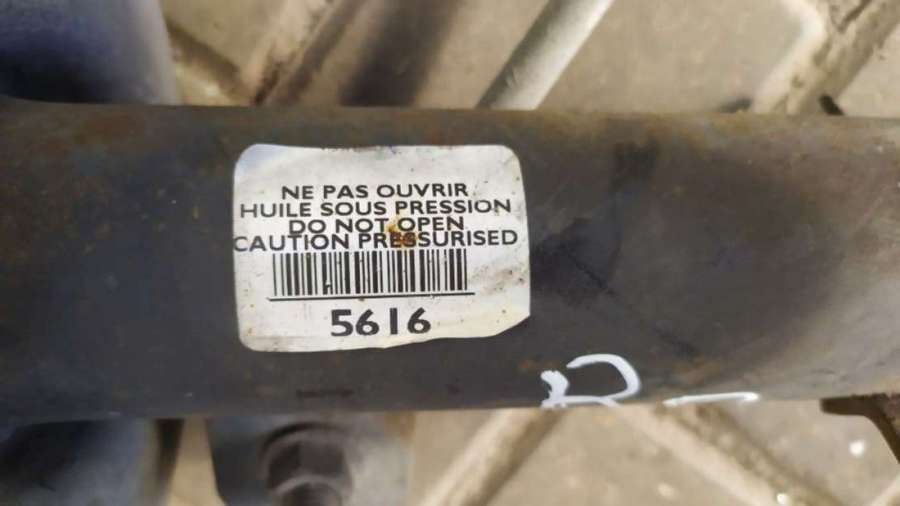 NE PAS OUVRIR
HUILE SOUS PRESSION
DO NOT OPEN
CAUTION PRESSURISED
5616